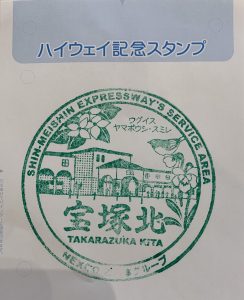 ハイウェイ記念スタンプ
SHIN-MEISHIN EXPRESSWAY'S SERVICE AREA
ウグイス
ヤマボウシ・スミレ
宝塚北
TAKARAZUKA KITA
NEXCO
グループ